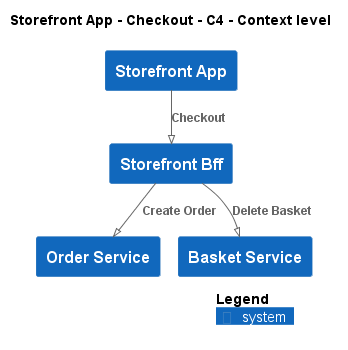 Storefront App - Checkout - C4 - Context level
Storefront App
Checkout
Storefront Bff
Create Order
Delete Basket
Order Service
Basket Service
Legend
system